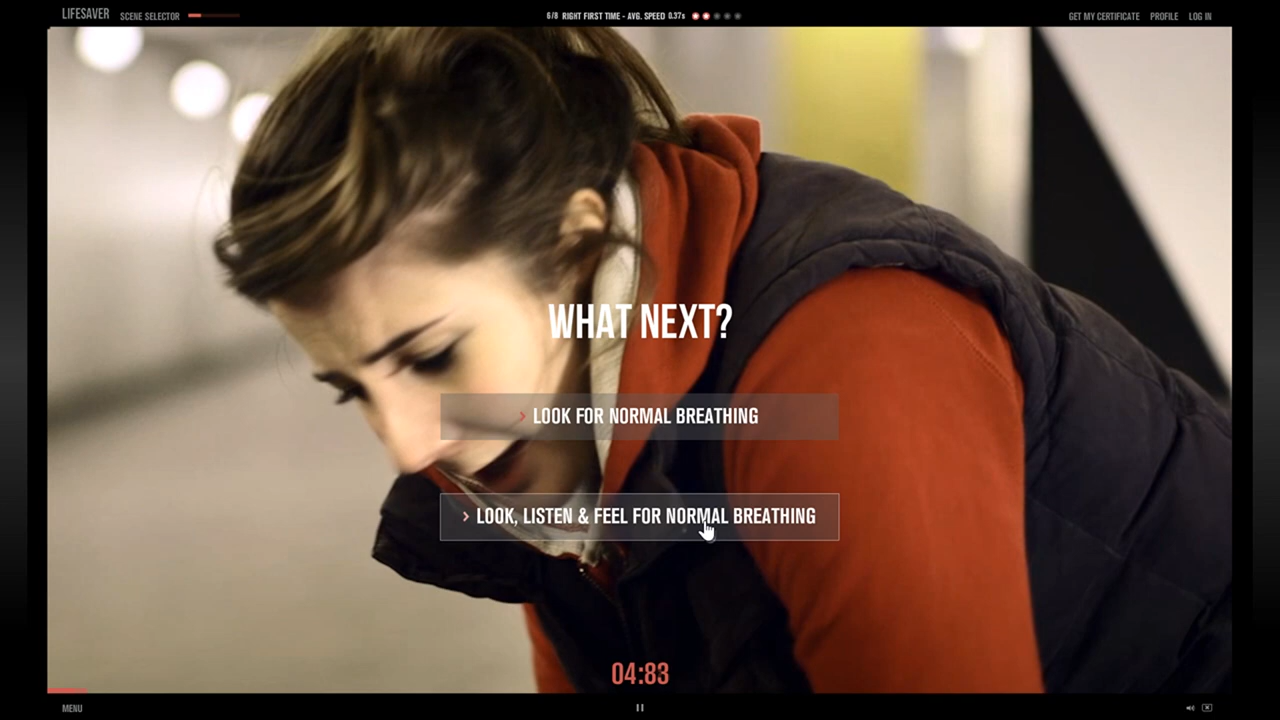 LIFESAVER SCENE SELECTOR 6/8 RIGHT FIRST TIME - AVG. SPEED 0.37s GET MY CERTIFICATE PROFILE LOG IN
WHAT NEXT?
LOOK FOR NORMAL BREATHING
LOOK, LISTEN & FEEL FOR NORMAL BREATHING
04:83
MENU